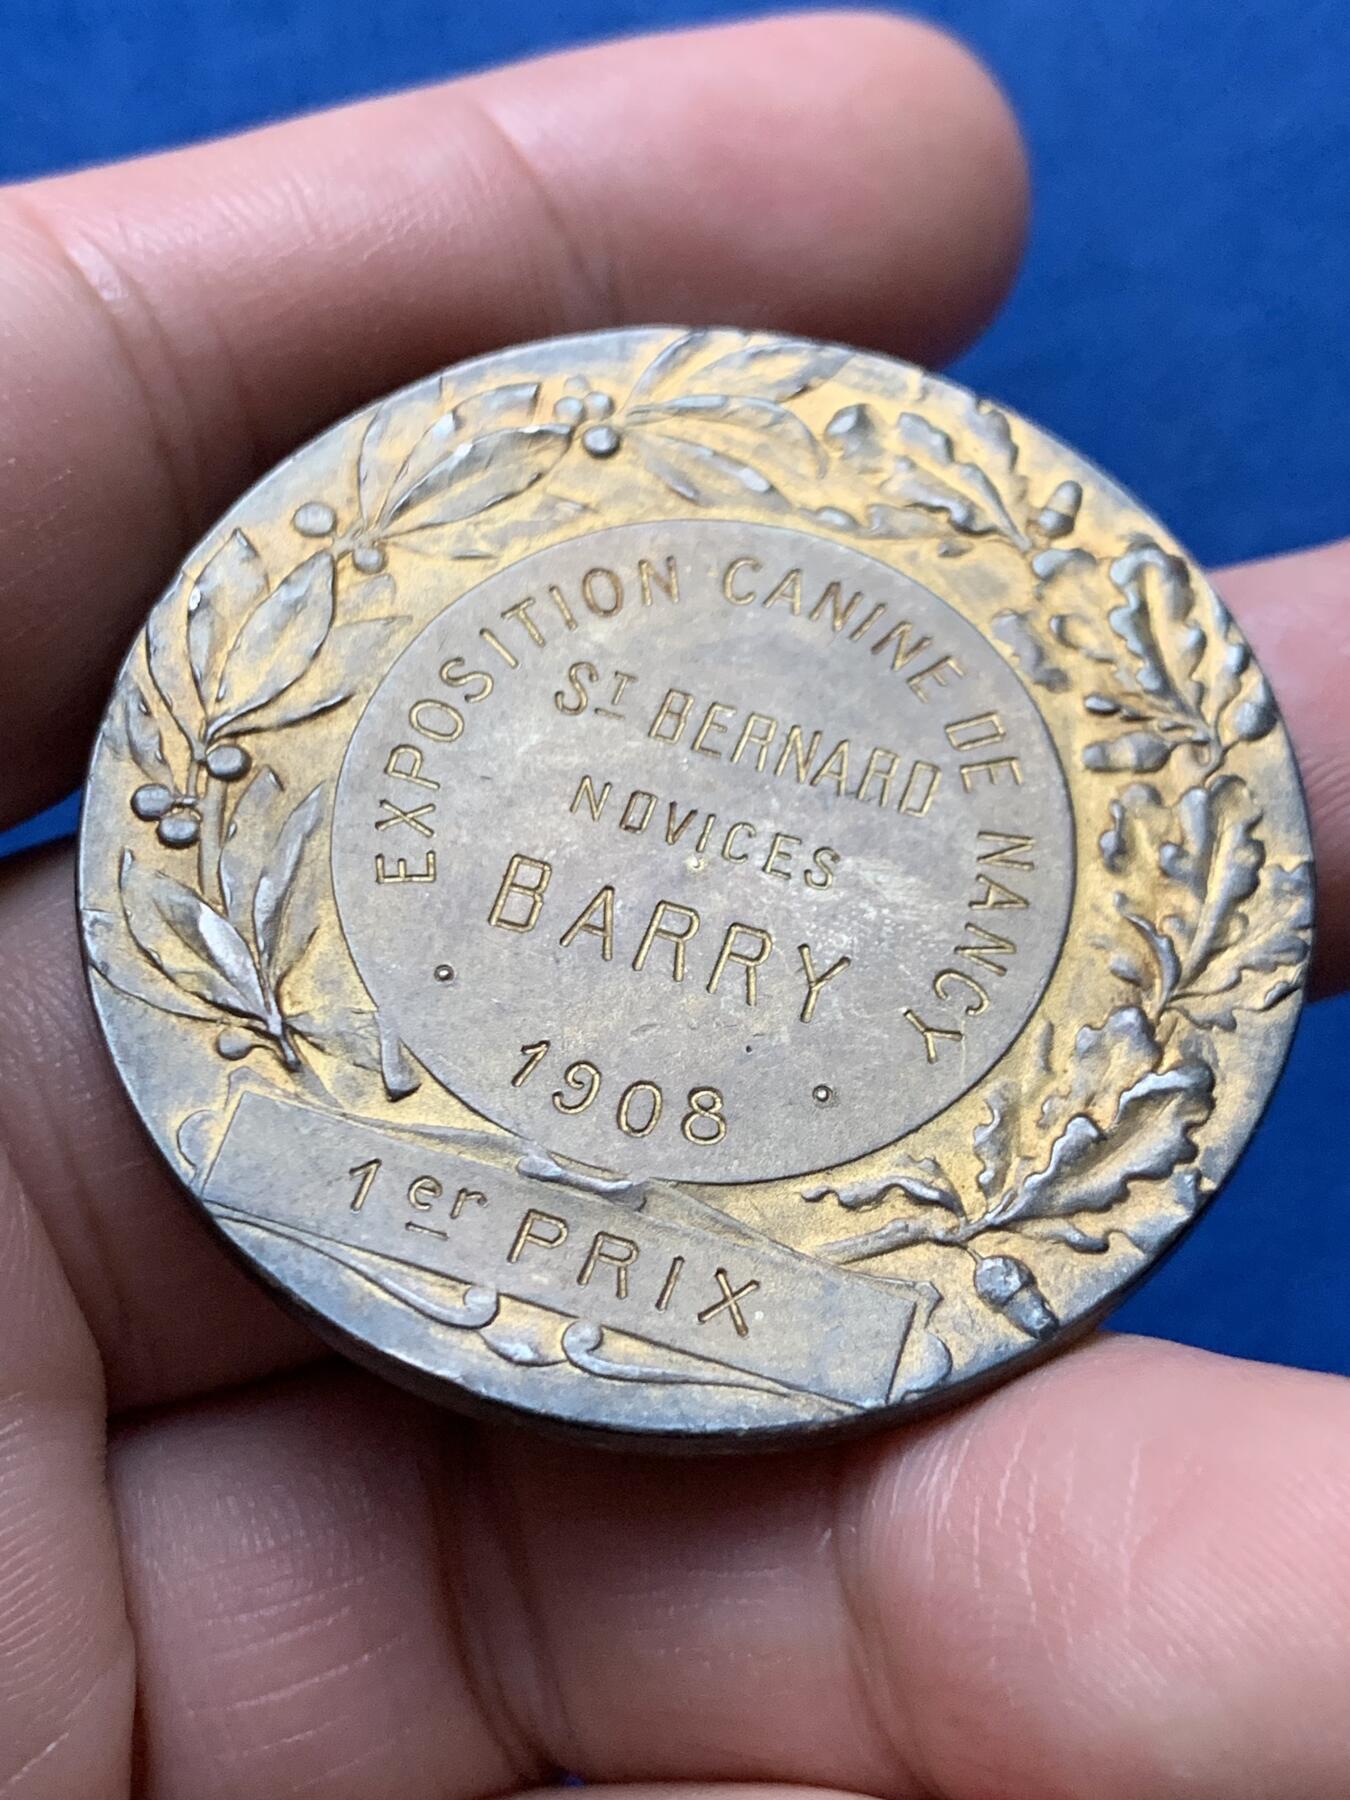 EXPOSITION CANINE DE NANCY
ST BERNARD
NOVICES
BARRY
1908
1er PRIX